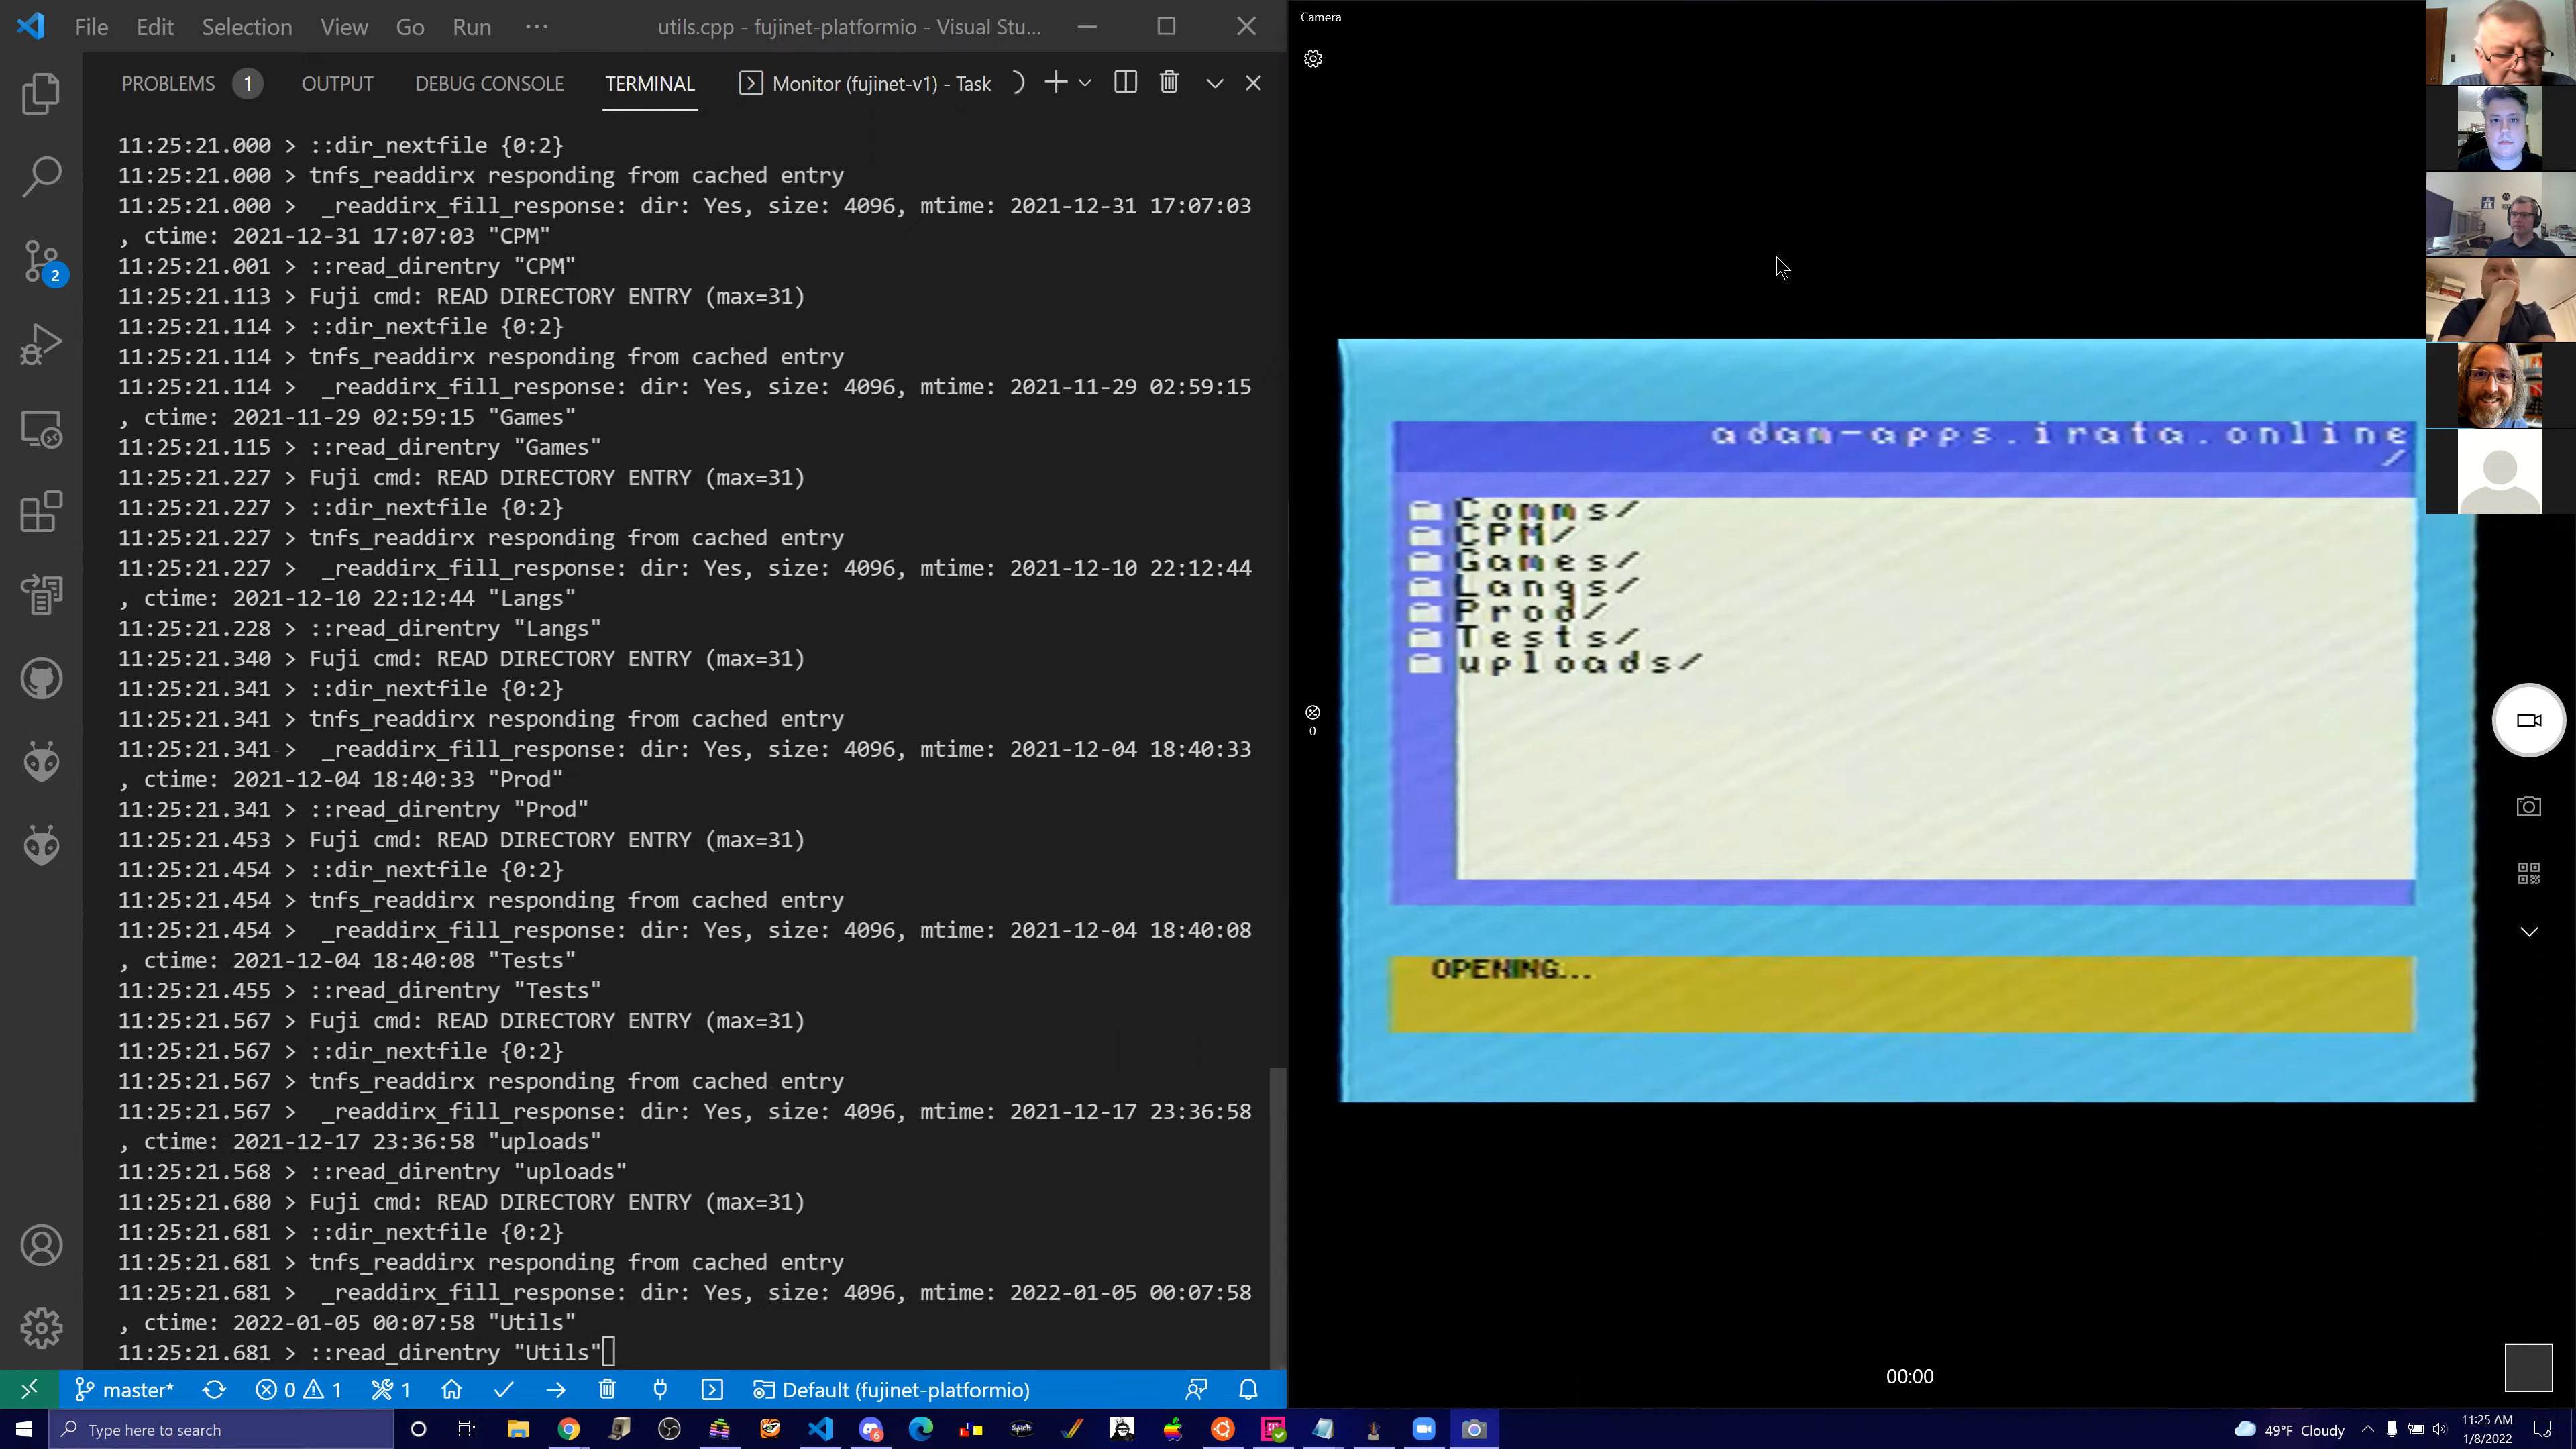 File Edit Selection View Go Run ··· utils.cpp - fujinet-platformio - Visual Stu...
PROBLEMS 1 OUTPUT DEBUG CONSOLE TERMINAL Monitor (fujinet-v1) - Task
11:25:21.000 > ::dir_nextfile {0:2}
11:25:21.000 > tnfs_readdirx responding from cached entry
11:25:21.000 > _readdirx_fill_response: dir: Yes, size: 4096, mtime: 2021-12-31 17:07:03
, ctime: 2021-12-31 17:07:03 "CPM"
11:25:21.001 > ::read_direntry "CPM"
11:25:21.113 > Fuji cmd: READ DIRECTORY ENTRY (max=31)
11:25:21.114 > ::dir_nextfile {0:2}
11:25:21.114 > tnfs_readdirx responding from cached entry
11:25:21.114 > _readdirx_fill_response: dir: Yes, size: 4096, mtime: 2021-11-29 02:59:15
, ctime: 2021-11-29 02:59:15 "Games"
11:25:21.115 > ::read_direntry "Games"
11:25:21.227 > Fuji cmd: READ DIRECTORY ENTRY (max=31)
11:25:21.227 > ::dir_nextfile {0:2}
11:25:21.227 > tnfs_readdirx responding from cached entry
11:25:21.227 > _readdirx_fill_response: dir: Yes, size: 4096, mtime: 2021-12-10 22:12:44
, ctime: 2021-12-10 22:12:44 "Langs"
11:25:21.228 > ::read_direntry "Langs"
11:25:21.340 > Fuji cmd: READ DIRECTORY ENTRY (max=31)
11:25:21.341 > ::dir_nextfile {0:2}
11:25:21.341 > tnfs_readdirx responding from cached entry
11:25:21.341 > _readdirx_fill_response: dir: Yes, size: 4096, mtime: 2021-12-04 18:40:33
, ctime: 2021-12-04 18:40:33 "Prod"
11:25:21.341 > ::read_direntry "Prod"
11:25:21.453 > Fuji cmd: READ DIRECTORY ENTRY (max=31)
11:25:21.454 > ::dir_nextfile {0:2}
11:25:21.454 > tnfs_readdirx responding from cached entry
11:25:21.454 > _readdirx_fill_response: dir: Yes, size: 4096, mtime: 2021-12-04 18:40:08
, ctime: 2021-12-04 18:40:08 "Tests"
11:25:21.455 > ::read_direntry "Tests"
11:25:21.567 > Fuji cmd: READ DIRECTORY ENTRY (max=31)
11:25:21.567 > ::dir_nextfile {0:2}
11:25:21.567 > tnfs_readdirx responding from cached entry
11:25:21.567 > _readdirx_fill_response: dir: Yes, size: 4096, mtime: 2021-12-17 23:36:58
, ctime: 2021-12-17 23:36:58 "uploads"
11:25:21.568 > ::read_direntry "uploads"
11:25:21.680 > Fuji cmd: READ DIRECTORY ENTRY (max=31)
11:25:21.681 > ::dir_nextfile {0:2}
11:25:21.681 > tnfs_readdirx responding from cached entry
11:25:21.681 > _readdirx_fill_response: dir: Yes, size: 4096, mtime: 2022-01-05 00:07:58
, ctime: 2022-01-05 00:07:58 "Utils"
11:25:21.681 > ::read_direntry "Utils"
2
master* 0 1 1 Default (fujinet-platformio)
Camera
0
adam-apps.irata.online
/
Comms/
CPM/
Games/
Langs/
Prod/
Tests/
uploads/
OPENING...
00:00
Type here to search
6
49°F Cloudy
11:25 AM
1/8/2022